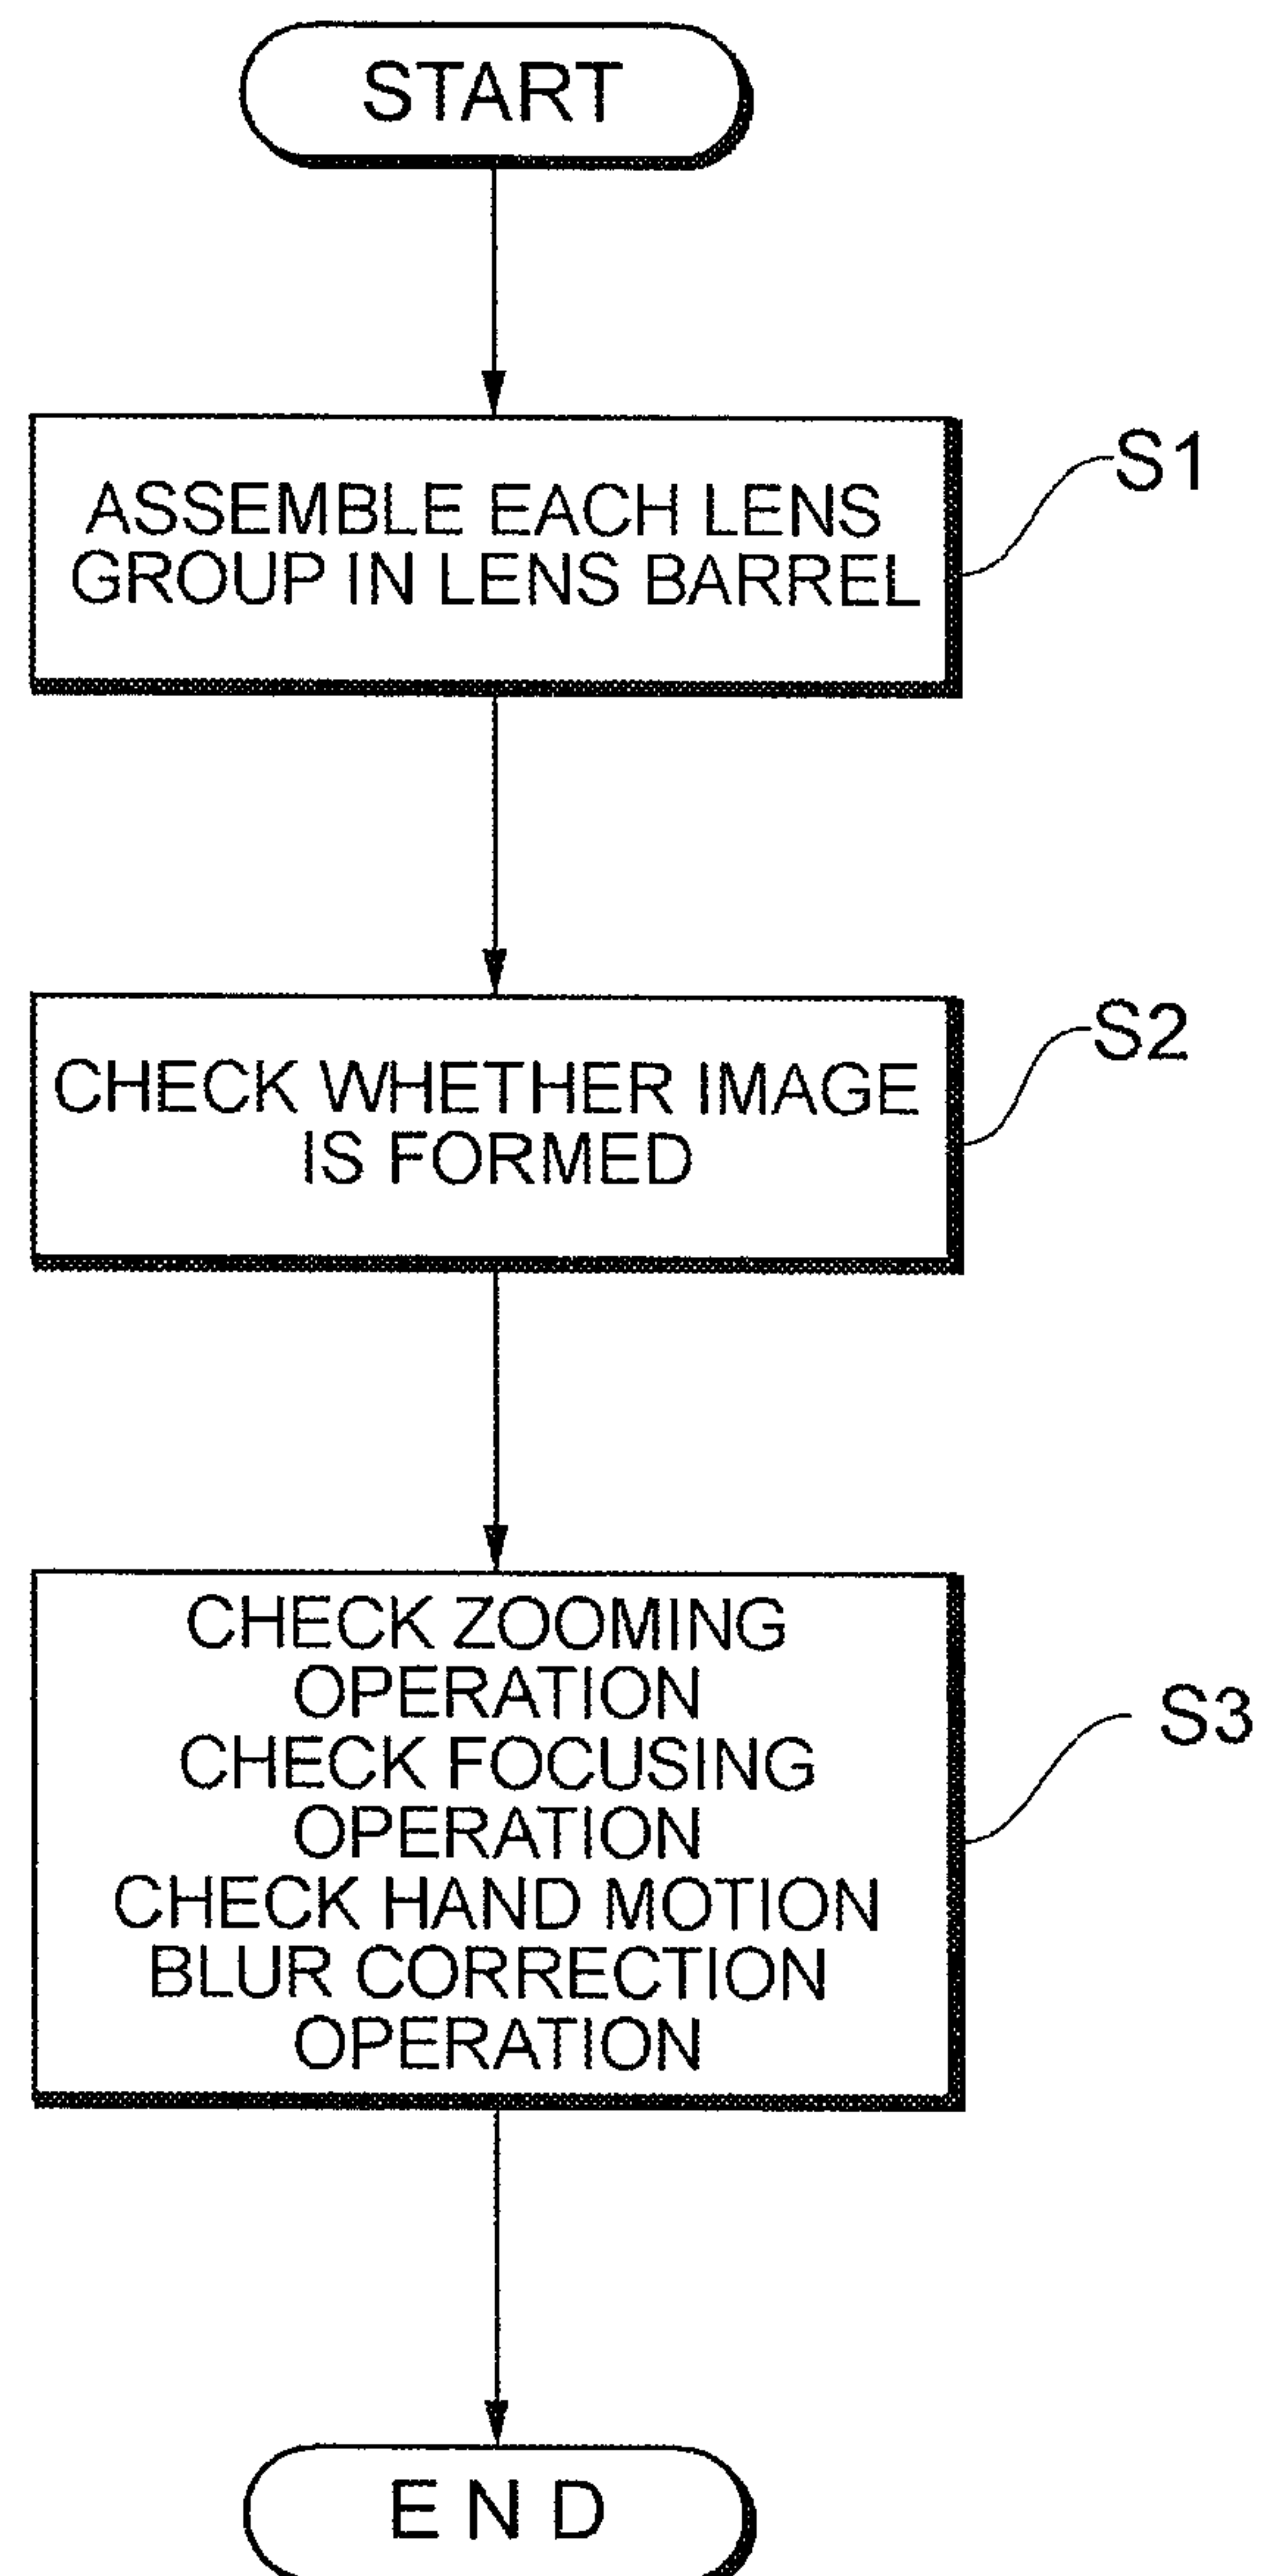 START
ASSEMBLE EACH LENS
GROUP IN LENS BARREL
S1
CHECK WHETHER IMAGE
IS FORMED
S2
CHECK ZOOMING
OPERATION
CHECK FOCUSING
OPERATION
CHECK HAND MOTION
BLUR CORRECTION
OPERATION
S3
END